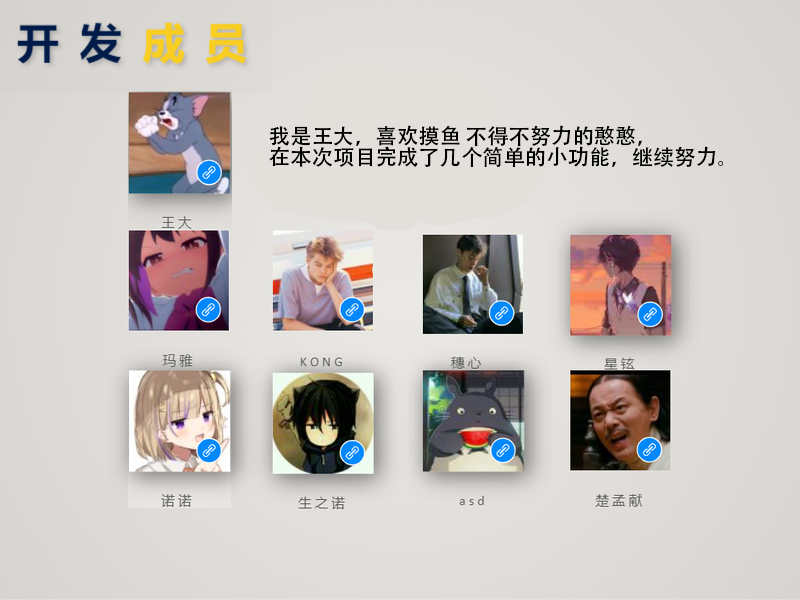 开发成员
我是王大，喜欢摸鱼 不得不努力的憨憨，
在本次项目完成了几个简单的小功能，继续努力。
王大
玛雅
KONG
穗心
星铉
诺诺
生之诺
asd
楚孟献